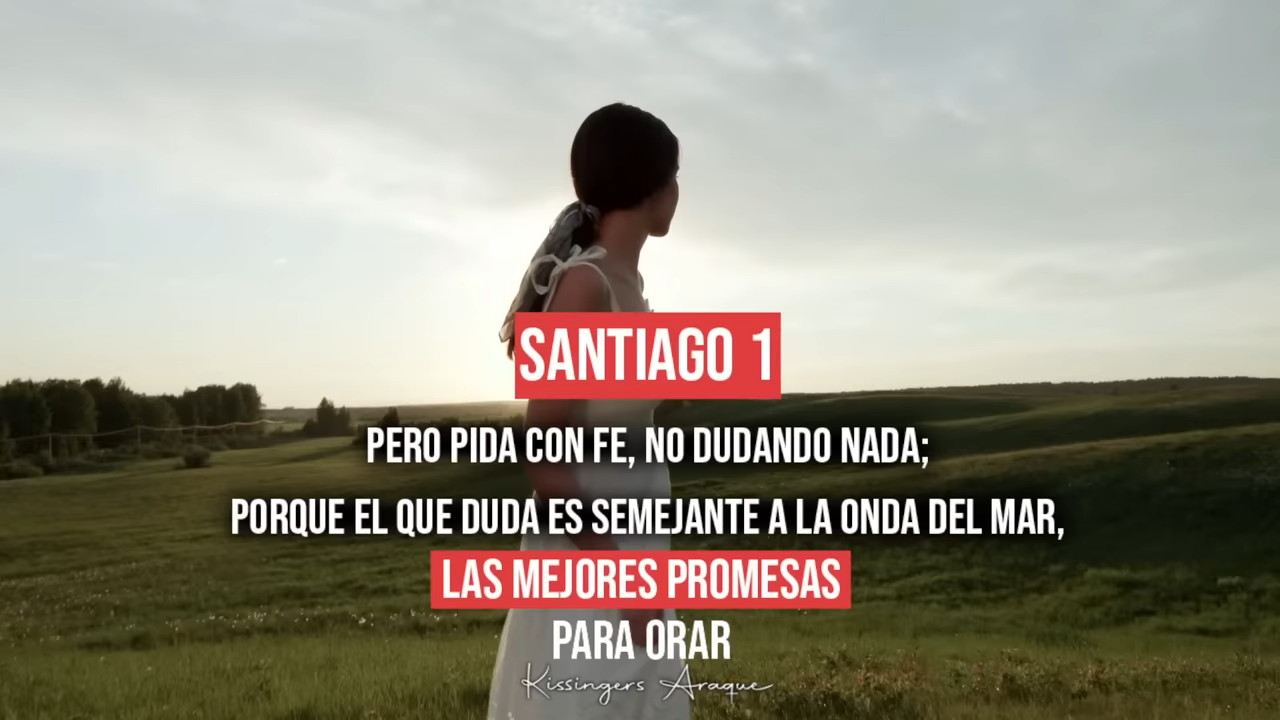 SANTIAGO 1
PERO PIDA CON FE, NO DUDANDO NADA;
PORQUE EL QUE DUDA ES SEMEJANTE A LA ONDA DEL MAR,
LAS MEJORES PROMESAS
PARA ORAR
Kissingers Araque